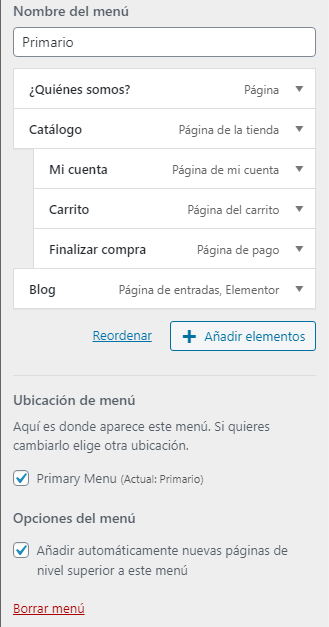 Nombre del menú
Primario
¿Quiénes somos? Página
Catálogo Página de la tienda
Mi cuenta Página de mi cuenta
Carrito Página del carrito
Finalizar compra Página de pago
Blog Página de entradas, Elementor
Reordenar + Añadir elementos
Ubicación de menú
Aquí es donde aparece este menú. Si quieres
cambiarlo elige otra ubicación.
Primary Menu (Actual: Primario)
Opciones del menú
Añadir automáticamente nuevas páginas de
nivel superior a este menú
Borrar menú